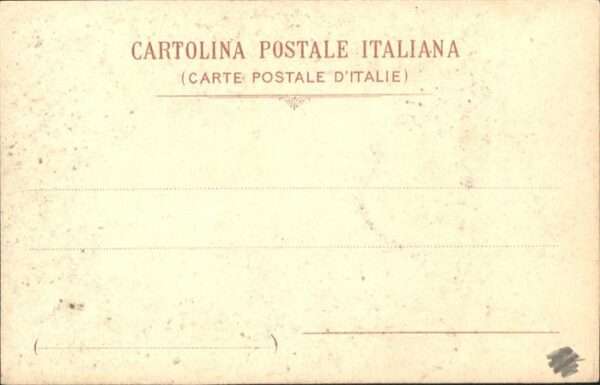 CARTOLINA POSTALE ITALIANA
(CARTE POSTALE D'ITALIE)